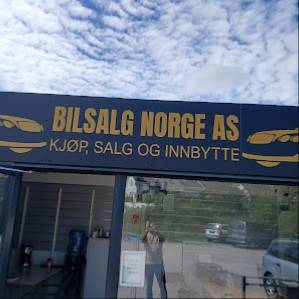 BILSALG NORGE AS
KJØP, SALG OG INNBYTTE